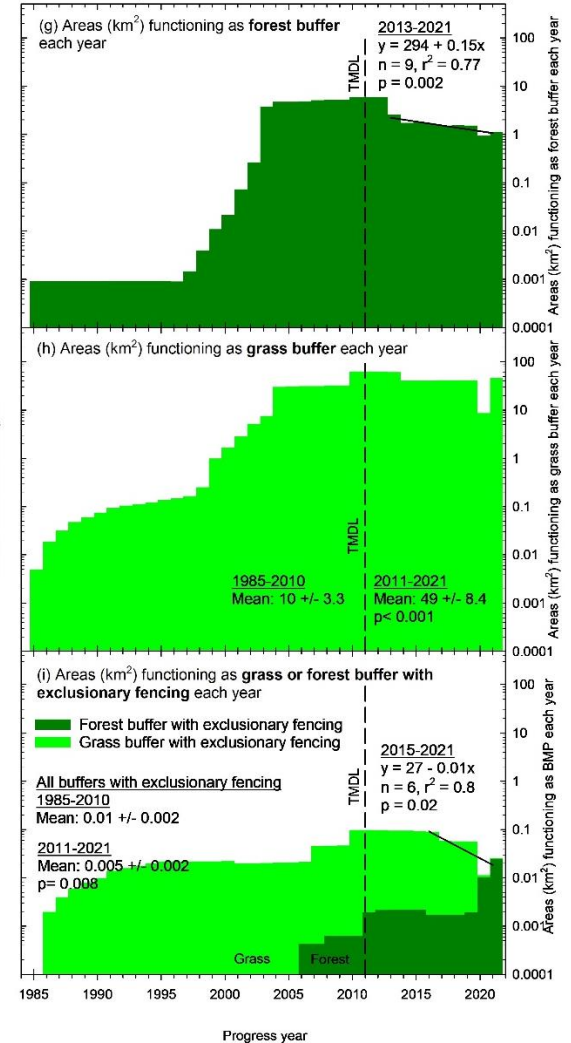 (g) Areas (km²) functioning as forest buffer
each year
TMDL
2013-2021
y = 294 + 0.15x
n = 9, r² = 0.77
p = 0.002
100
10
1
0.1
0.01
0.001
0.0001
Areas (km²) functioning as forest buffer each year
(h) Areas (km²) functioning as grass buffer each year
TMDL
1985-2010
Mean: 10 +/- 3.3
2011-2021
Mean: 49 +/- 8.4
p< 0.001
100
10
1
0.1
0.01
0.001
0.0001
Areas (km²) functioning as grass buffer each year
(i) Areas (km²) functioning as grass or forest buffer with
exclusionary fencing each year
Forest buffer with exclusionary fencing
Grass buffer with exclusionary fencing
All buffers with exclusionary fencing
1985-2010
Mean: 0.01 +/- 0.002
2011-2021
Mean: 0.005 +/- 0.002
p= 0.008
TMDL
2015-2021
y = 27 - 0.01x
n = 6, r² = 0.8
p = 0.02
Grass
Forest
100
10
1
0.1
0.01
0.001
0.0001
Areas (km²) functioning as BMP each year
1985 1990 1995 2000 2005 2010 2015 2020
Progress year